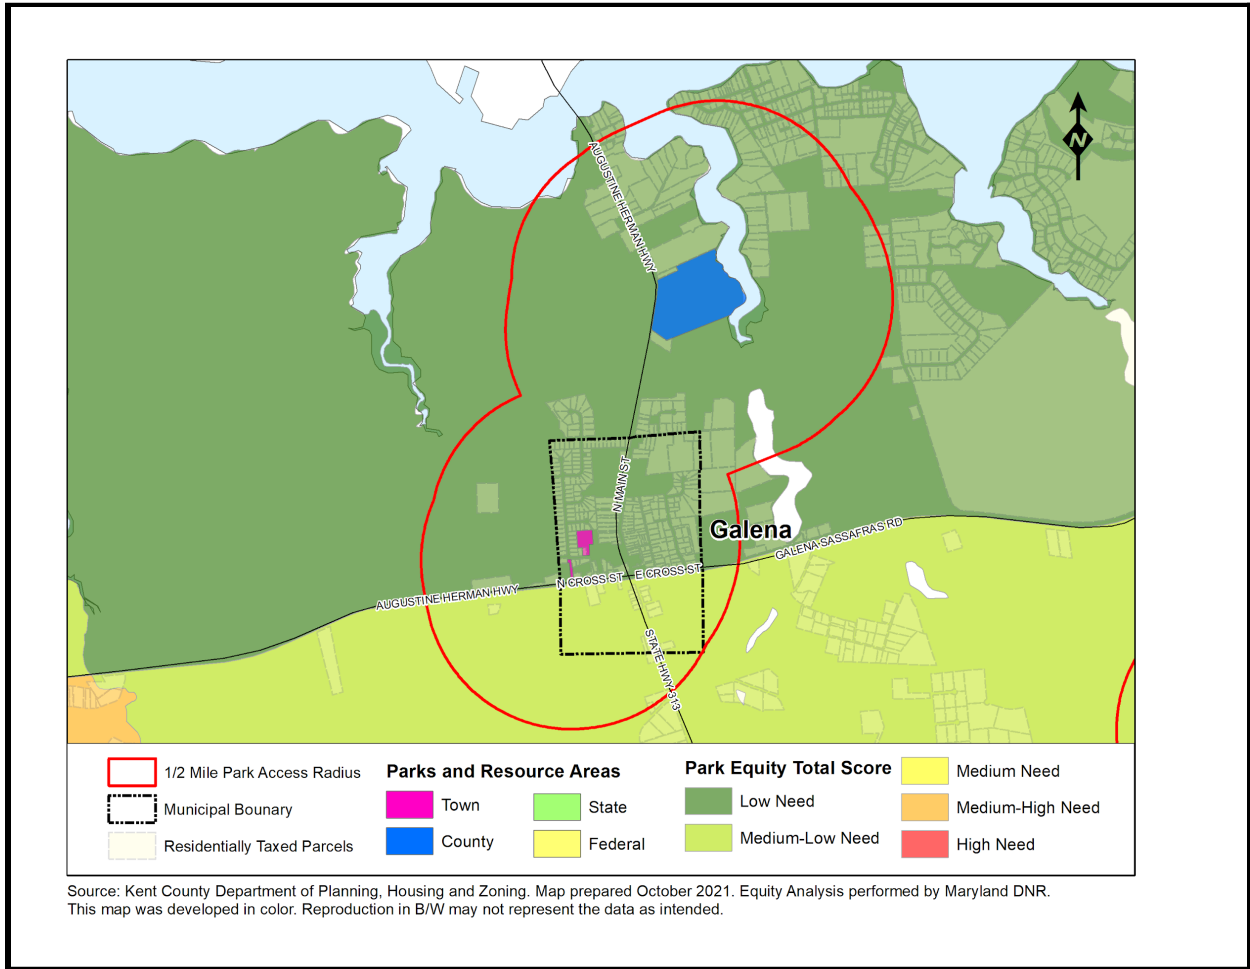 N
AUGUSTINE HERMAN HWY
N MAIN ST
Galena
GALENA-SASSAFRAS RD
N CROSS ST
E CROSS ST
AUGUSTINE HERMAN HWY
STATE HWY 313
1/2 Mile Park Access Radius
Municipal Bounary
Residentially Taxed Parcels
Parks and Resource Areas
Town
County
State
Federal
Park Equity Total Score
Low Need
Medium-Low Need
Medium Need
Medium-High Need
High Need
Source: Kent County Department of Planning, Housing and Zoning. Map prepared October 2021. Equity Analysis performed by Maryland DNR.
This map was developed in color. Reproduction in B/W may not represent the data as intended.